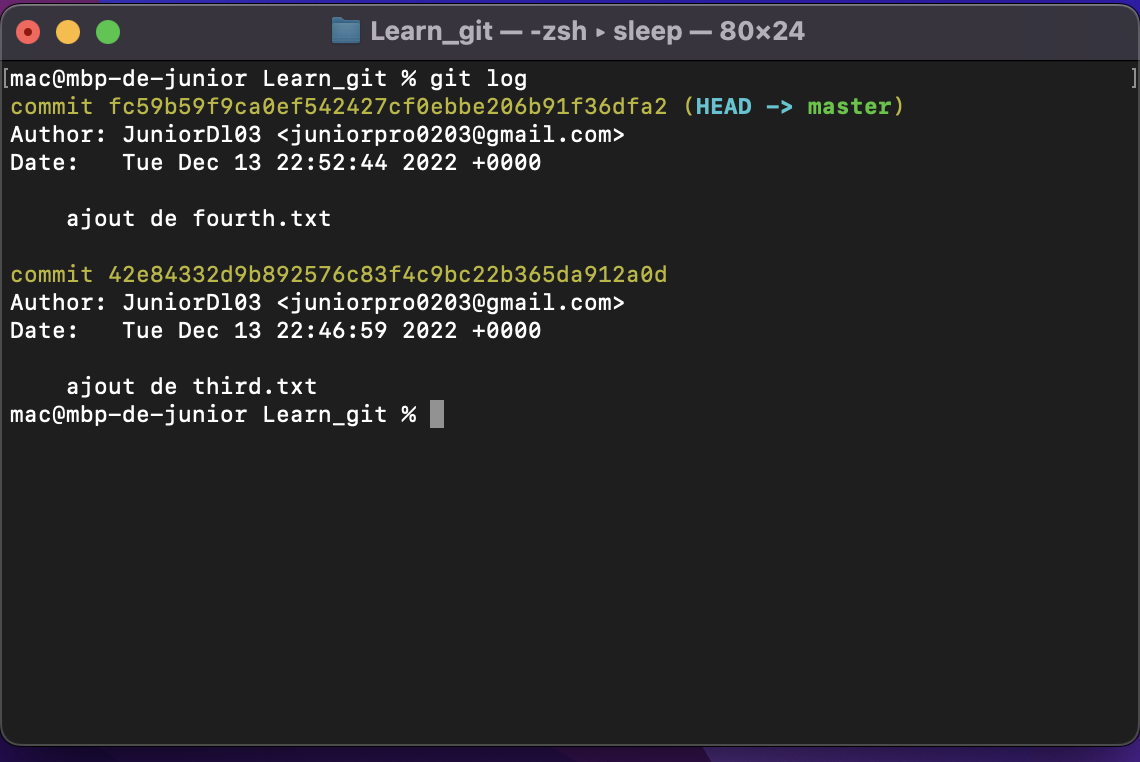 Learn_git — -zsh ▸ sleep — 80×24
[mac@mbp-de-junior Learn_git % git log ]
commit fc59b59f9ca0ef542427cf0ebbe206b91f36dfa2 (HEAD -> master)
Author: JuniorDl03 <juniorpro0203@gmail.com>
Date:   Tue Dec 13 22:52:44 2022 +0000
ajout de fourth.txt
commit 42e84332d9b892576c83f4c9bc22b365da912a0d
Author: JuniorDl03 <juniorpro0203@gmail.com>
Date:   Tue Dec 13 22:46:59 2022 +0000
ajout de third.txt
mac@mbp-de-junior Learn_git %